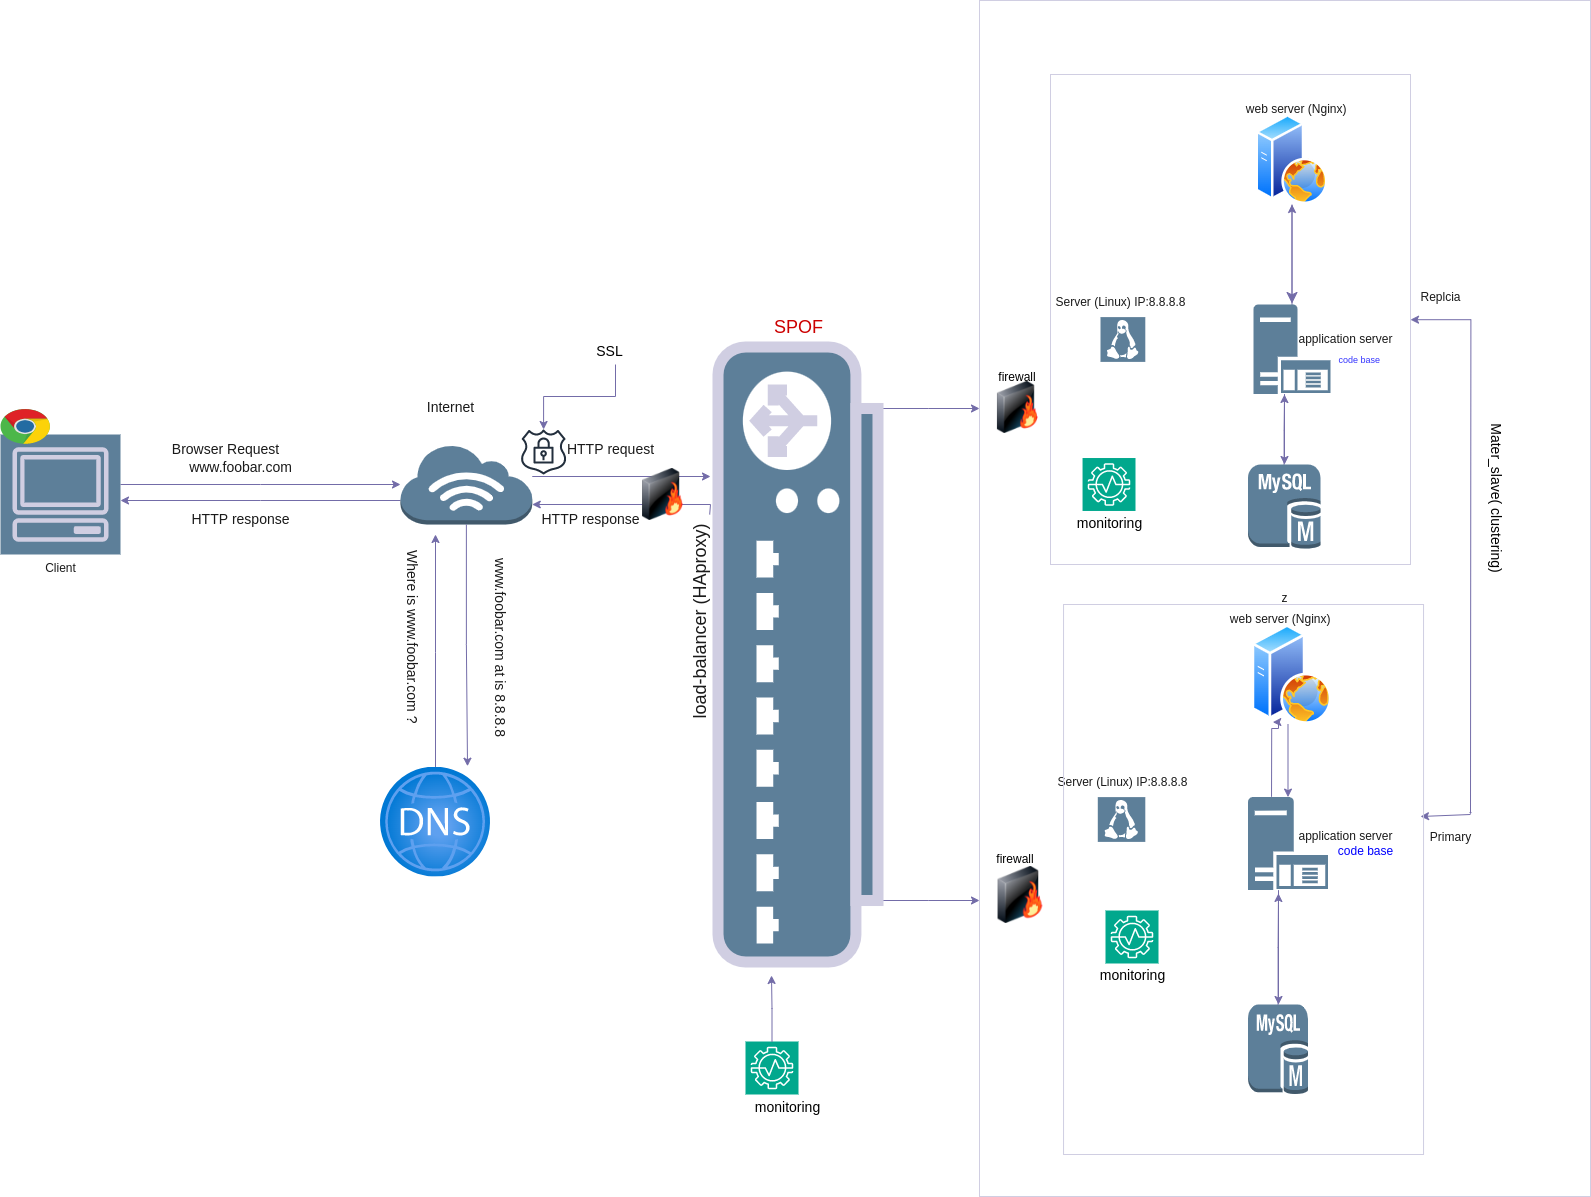 Client
Browser Request
www.foobar.com
HTTP response
Internet
Where is www.foobar.com ?
www.foobar.com at is 8.8.8.8
DNS
SSL
HTTP request
HTTP response
SPOF
load-balancer (HAproxy)
monitoring
web server (Nginx)
Server (Linux) IP:8.8.8.8
application server
code base
firewall
monitoring
MySQL
M
Replcia
Mater_slave( clustering)
z
web server (Nginx)
Server (Linux) IP:8.8.8.8
application server
code base
Primary
firewall
monitoring
MySQL
M